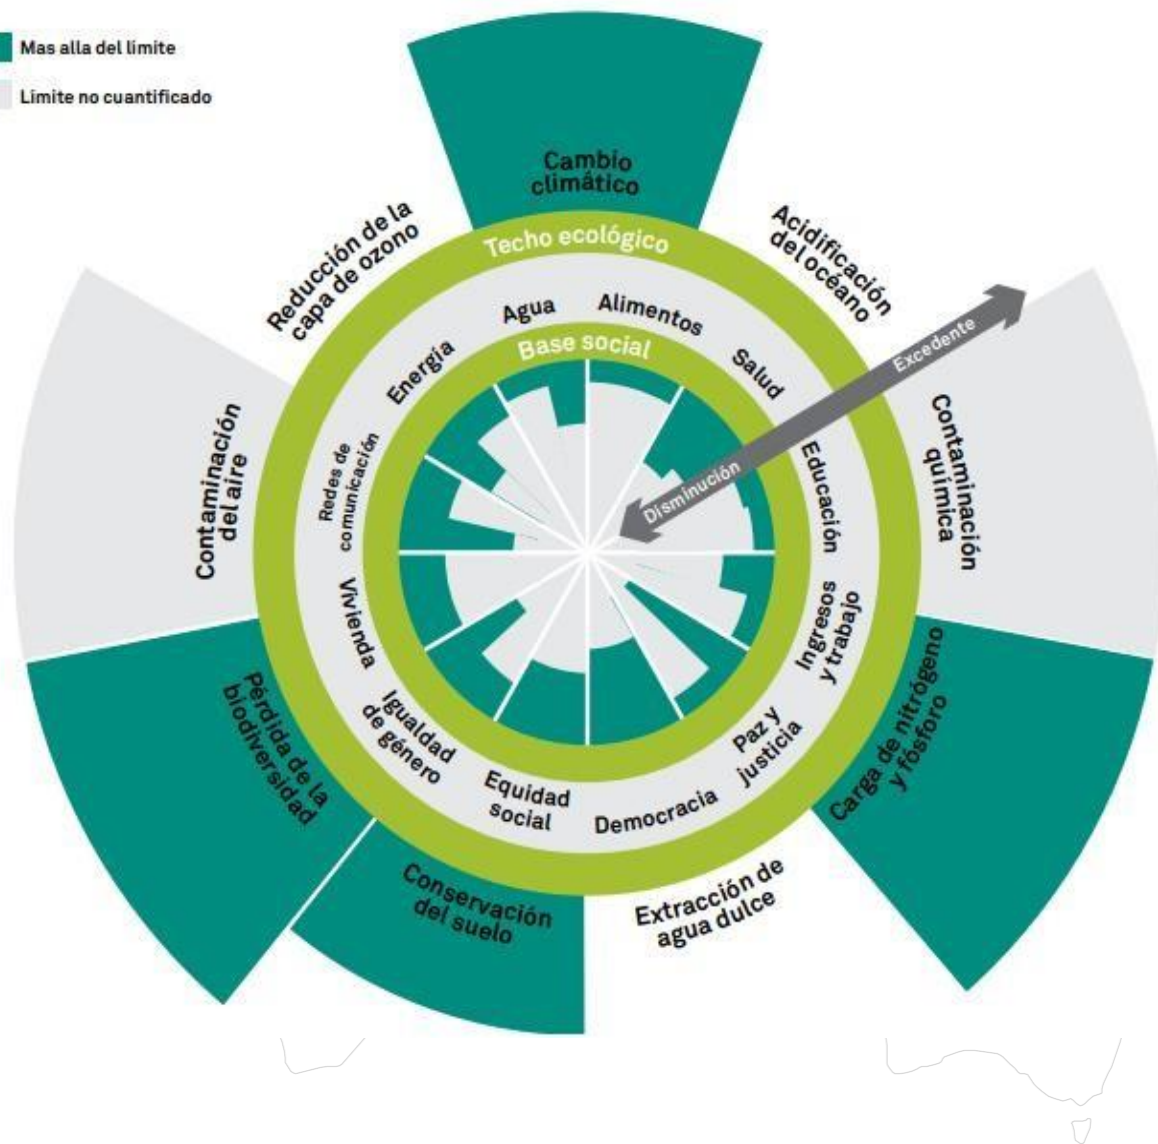 Mas alla del limite
Limite no cuantificado
Cambio
climático
Reducción de la
capa de ozono
Acidificación
del océano
Techo ecológico
Agua
Alimentos
Base social
Energía
Salud
Excedente
Disminución
Contaminación
del aire
Redes de
comunicación
Educación
Contaminación
química
Vivienda
Ingresos
y trabajo
Pérdida de la
biodiversidad
Igualdad
de género
Equidad
social
Democracia
Paz y
justicia
Carga de nitrógeno
y fósforo
Conservación
del suelo
Extracción de
agua dulce